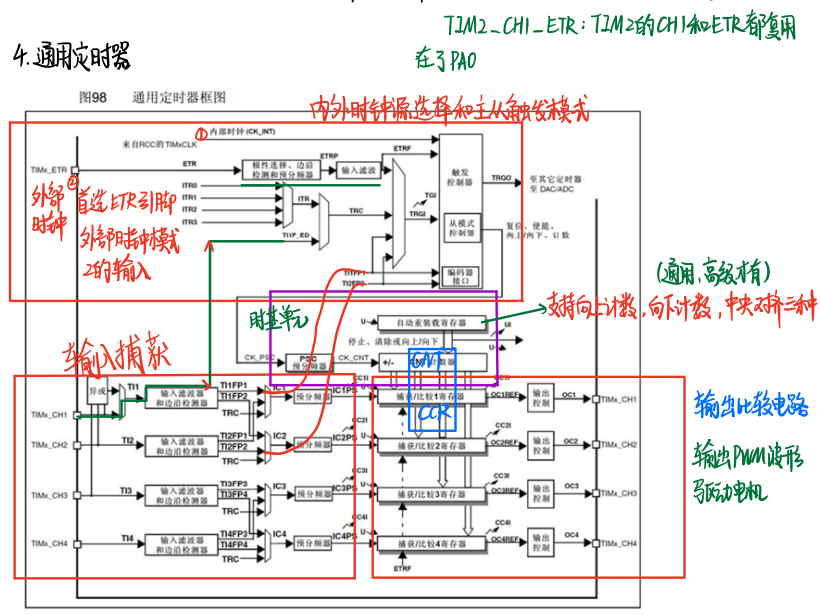 TIM2_CH1_ETR：TIM2的CH1和ETR都复用
在了PA0
4.通用定时器
图98 通用定时器框图
内外时钟源选择和主从触发模式
① 内部时钟(CK_INT)
来自RCC的TIMxCLK
TIMx_ETR
ETR
极性选择、边沿
检测和预分频器
ETRP
输入滤波
ETRF
触发
控制器
TRGO
至其它定时器
至DAC/ADC
外部
时钟
②
首选ETR引脚
外部时钟模式
2的输入
ITR0
ITR1
ITR2
ITR3
ITR
TRC
TI1F_ED
TGI
TRGI
从模式
控制器
复位、使能、
向上/向下、计数
TI1FP1
TI2FP2
编码器
接口
(通用,高级才有)
支持向上计数,向下计数,中央对齐三种
时基单元
U
自动重装载寄存器
UI
U
停止、清除或向上/向下
CK_PSC
PSC
预分频器
CK_CNT
+/-
CNT
计数器
CCR
输入捕获
异或
TI1
输入滤波器
和边沿检测器
TI1FP1
TI1FP2
TRC
IC1
预分频器
IC1PS
CC1I
U
捕获/比较1寄存器
CC1I
OC1REF
输出
控制
OC1
TIMx_CH1
TIMx_CH1
TIMx_CH2
TI2
输入滤波器
和边沿检测器
TI2FP1
TI2FP2
TRC
IC2
预分频器
IC2PS
CC2I
U
捕获/比较2寄存器
CC2I
OC2REF
输出
控制
OC2
TIMx_CH2
TIMx_CH3
TI3
输入滤波器
和边沿检测器
TI3FP3
TI3FP4
TRC
IC3
预分频器
IC3PS
CC3I
U
捕获/比较3寄存器
CC3I
OC3REF
输出
控制
OC3
TIMx_CH3
TIMx_CH4
TI4
输入滤波器
和边沿检测器
TI4FP3
TI4FP4
TRC
IC4
预分频器
IC4PS
CC4I
U
捕获/比较4寄存器
CC4I
OC4REF
输出
控制
OC4
TIMx_CH4
ETRF
输出比较电路
输出PWM波形
驱动电机